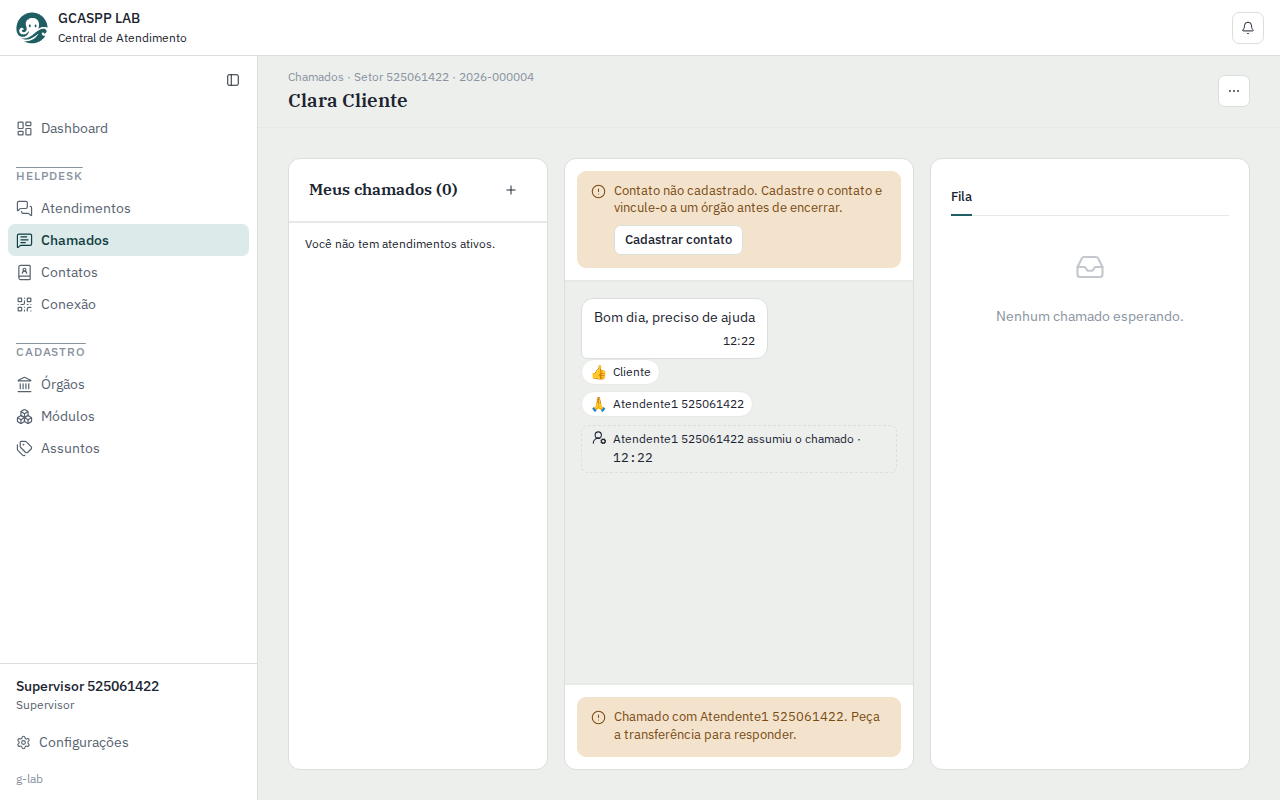 GCASPP LAB
Central de Atendimento
Dashboard
HELPDESK
Atendimentos
Chamados
Contatos
Conexão
CADASTRO
Órgãos
Módulos
Assuntos
Supervisor 525061422
Supervisor
Configurações
g-lab
Chamados · Setor 525061422 · 2026-000004
Clara Cliente
Meus chamados (0)
Você não tem atendimentos ativos.
Contato não cadastrado. Cadastre o contato e
vincule-o a um órgão antes de encerrar.
Cadastrar contato
Bom dia, preciso de ajuda
12:22
👍 Cliente
🙏 Atendente1 525061422
Atendente1 525061422 assumiu o chamado ·
12:22
Chamado com Atendente1 525061422. Peça
a transferência para responder.
Fila
Nenhum chamado esperando.